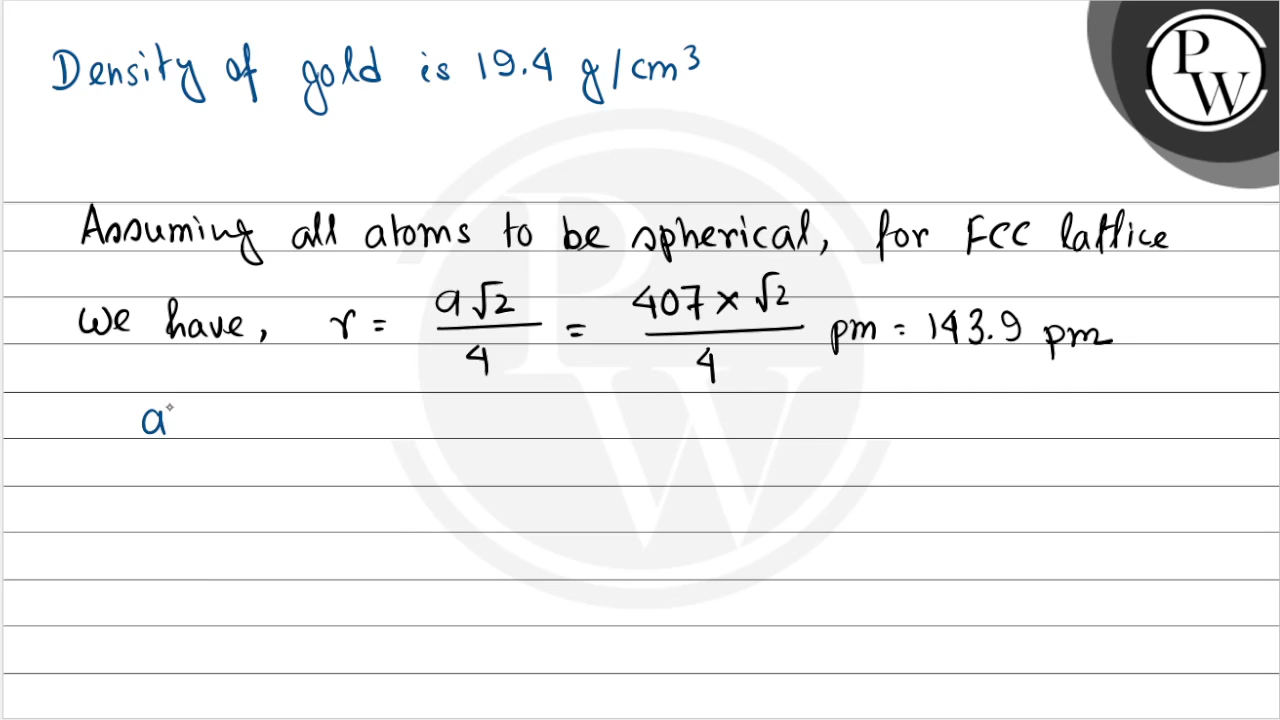 Density of gold is 19.4 g/cm³
P
W
Assuming all atoms to be spherical, for FCC lattice
we have, r = a√2/4 = 407 × √2/4 pm = 143.9 pm
a